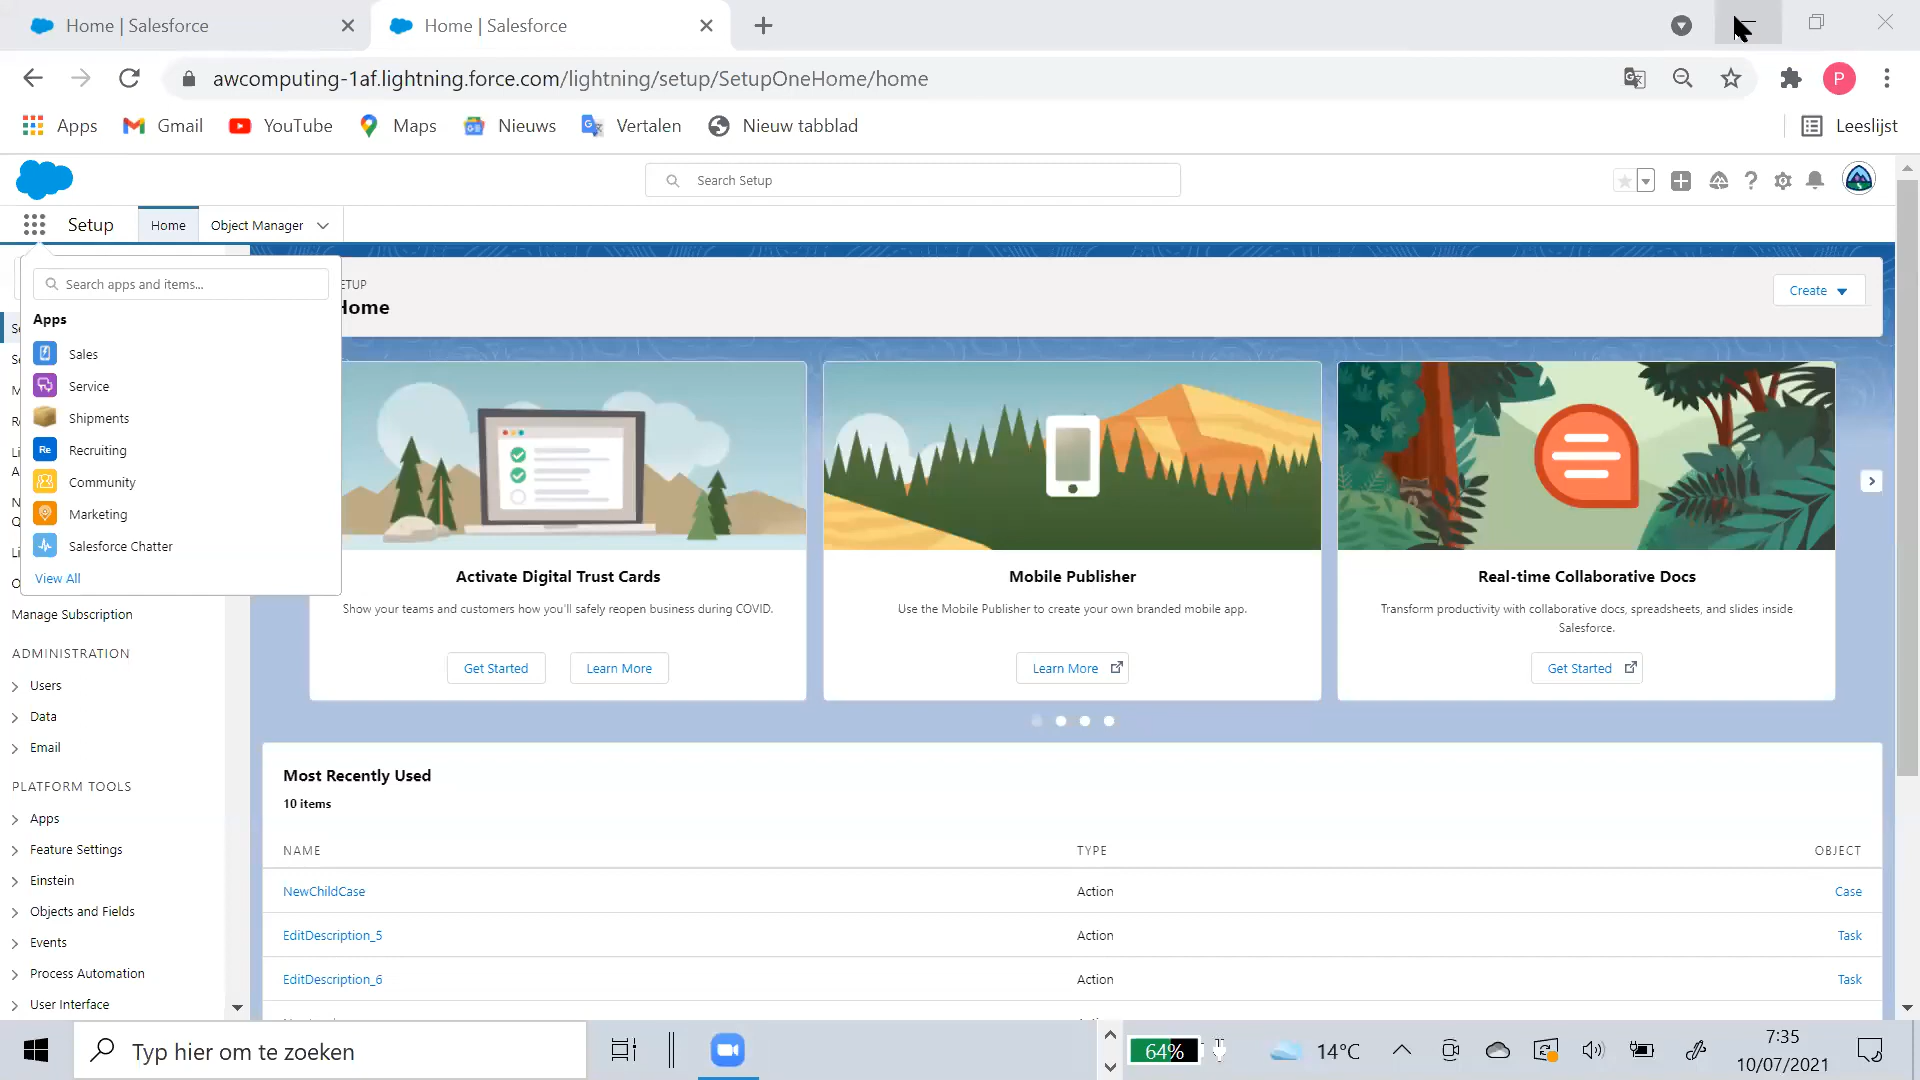 Home | Salesforce
Home | Salesforce
awcomputing-1af.lightning.force.com/lightning/setup/SetupOneHome/home
P
Apps
Gmail
YouTube
Maps
Nieuws
Vertalen
Nieuw tabblad
Leeslijst
Search Setup
Setup
Home
Object Manager
Search apps and items...
Apps
Sales
Service
Shipments
Re
Recruiting
Community
Marketing
Salesforce Chatter
View All
ETUP
Home
Create
Manage Subscription
ADMINISTRATION
Users
Data
Email
PLATFORM TOOLS
Apps
Feature Settings
Einstein
Objects and Fields
Events
Process Automation
User Interface
Activate Digital Trust Cards
Show your teams and customers how you'll safely reopen business during COVID.
Get Started
Learn More
Mobile Publisher
Use the Mobile Publisher to create your own branded mobile app.
Learn More
Real-time Collaborative Docs
Transform productivity with collaborative docs, spreadsheets, and slides inside
Salesforce.
Get Started
Most Recently Used
10 items
NAME TYPE OBJECT
NewChildCase Action Case
EditDescription_5 Action Task
EditDescription_6 Action Task
Typ hier om te zoeken
64%
14°C
7:35
10/07/2021